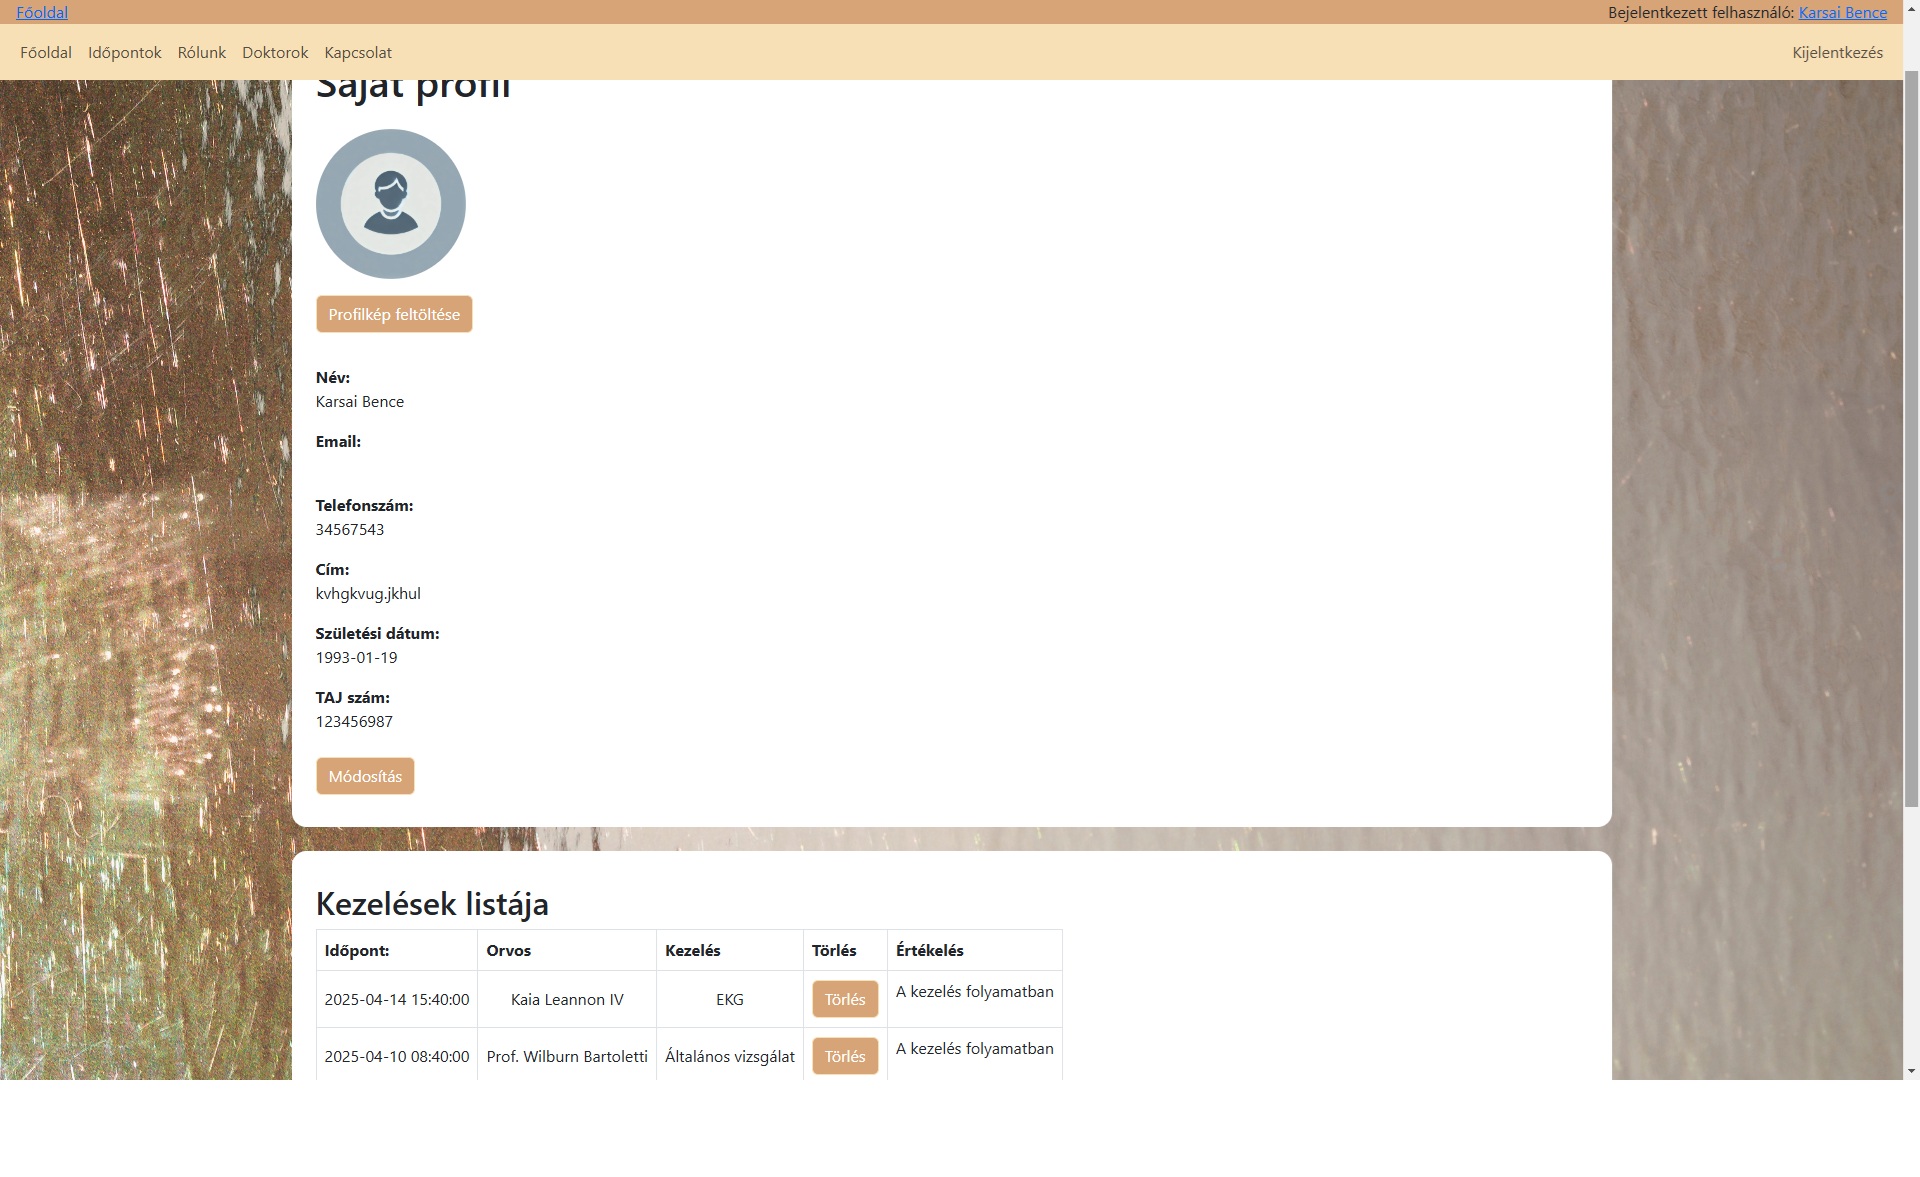 Főoldal
Bejelentkezett felhasználó: Karsai Bence
Főoldal Időpontok Rólunk Doktorok Kapcsolat
Kijelentkezés
Saját profil
Profilkép feltöltése
Név:
Karsai Bence
Email:
Telefonszám:
34567543
Cím:
kvhgkvug.jkhul
Születési dátum:
1993-01-19
TAJ szám:
123456987
Módosítás
Kezelések listája
Időpont: Orvos Kezelés Törlés Értékelés
2025-04-14 15:40:00 Kaia Leannon IV EKG Törlés A kezelés folyamatban
2025-04-10 08:40:00 Prof. Wilburn Bartoletti Általános vizsgálat Törlés A kezelés folyamatban